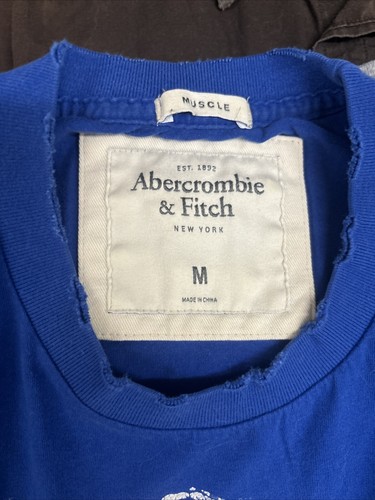 MUSCLE
EST. 1892
Abercrombie
& Fitch
NEW YORK
M
MADE IN CHINA